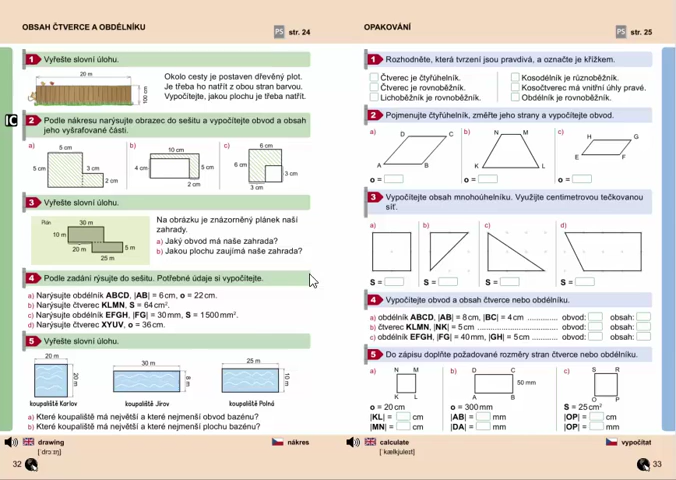 OBSAH ČTVERCE A OBDÉLNÍKU
PS str. 24
1 Vyřešte slovní úlohu.
20 m
100 cm
Okolo cesty je postaven dřevěný plot.
Je třeba ho natřít z obou stran barvou.
Vypočítejte, jakou plochu je třeba natřít.
IC
2 Podle nákresu narýsujte obrazec do sešitu a vypočítejte obvod a obsah
jeho vyšrafované části.
a) 5 cm
5 cm
3 cm
2 cm
b) 10 cm
4 cm
5 cm
2 cm
c) 6 cm
6 cm
3 cm
3 cm
3 Vyřešte slovní úlohu.
Plán
30 m
10 m
20 m
5 m
25 m
Na obrázku je znázorněný plánek naší
zahrady.
a) Jaký obvod má naše zahrada?
b) Jakou plochu zaujímá naše zahrada?
4 Podle zadání rýsujte do sešitu. Potřebné údaje si vypočítejte.
a) Narýsujte obdélník ABCD, |AB| = 6 cm, o = 22 cm.
b) Narýsujte čtverec KLMN, S = 64 cm².
c) Narýsujte obdélník EFGH, |FG| = 30 mm, S = 1 500 mm².
d) Narýsujte čtverec XYUV, o = 36 cm.
5 Vyřešte slovní úlohu.
20 m
20 m
koupaliště Karlov
30 m
8 m
koupaliště Jírov
25 m
10 m
koupaliště Polná
a) Které koupaliště má největší a které nejmenší obvod bazénu?
b) Které koupaliště má největší a které nejmenší plochu bazénu?
drawing
[ˈdrɔːɪŋ]
nákres
32
OPAKOVÁNÍ
PS str. 25
1 Rozhodněte, která tvrzení jsou pravdivá, a označte je křížkem.
Čtverec je čtyřúhelník.
Čtverec je rovnoběžník.
Lichoběžník je rovnoběžník.
Kosodélník je různoběžník.
Kosočtverec má vnitřní úhly pravé.
Obdélník je rovnoběžník.
2 Pojmenujte čtyřúhelník, změřte jeho strany a vypočítejte obvod.
a) D C
A B
o =
b) N M
K L
o =
c) H G
E F
o =
3 Vypočítejte obsah mnohoúhelníku. Využijte centimetrovou tečkovanou
síť.
a) b) c) d)
S = S = S = S =
4 Vypočítejte obvod a obsah čtverce nebo obdélníku.
a) obdélník ABCD, |AB| = 8 cm, |BC| = 4 cm .............. obvod: obsah:
b) čtverec KLMN, |NK| = 5 cm .................................... obvod: obsah:
c) obdélník EFGH, |FG| = 40 mm, |GH| = 5 cm .......... obvod: obsah:
5 Do zápisu doplňte požadované rozměry stran čtverce nebo obdélníku.
a) N M
K L
o = 20 cm
|KL| = cm
|MN| = cm
b) D C
50 mm
A B
o = 300 mm
|AB| = mm
|DA| = mm
c) S R
O P
S = 25 cm²
|OP| = cm
|OP| = mm
calculate
[ˈkælkjuleɪt]
vypočítat
33